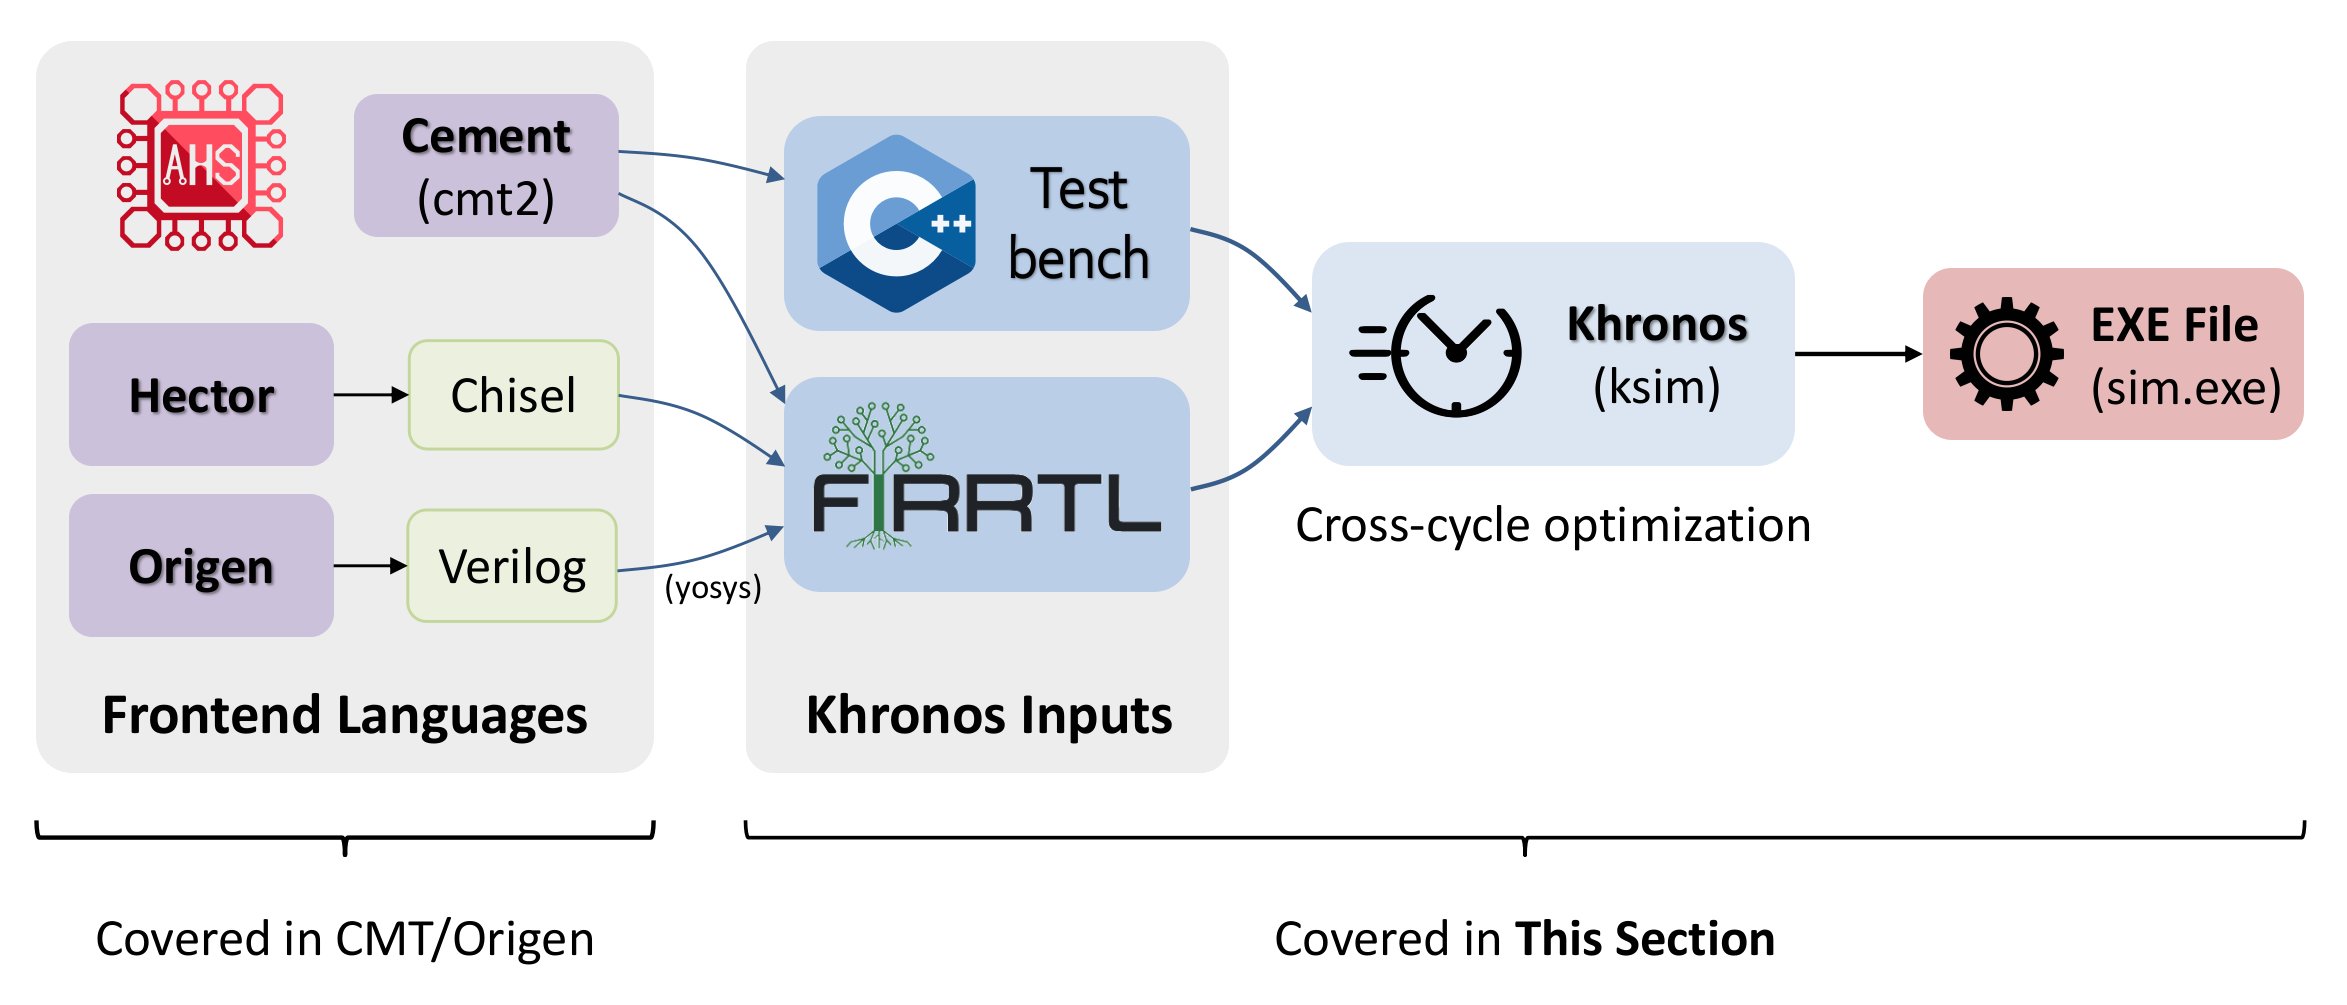 AHS
Cement
(cmt2)
Hector
Chisel
Origen
Verilog
(yosys)
Frontend Languages
C++
Test
bench
FIRRTL
Khronos Inputs
Khronos
(ksim)
Cross-cycle optimization
EXE File
(sim.exe)
Covered in CMT/Origen
Covered in This Section